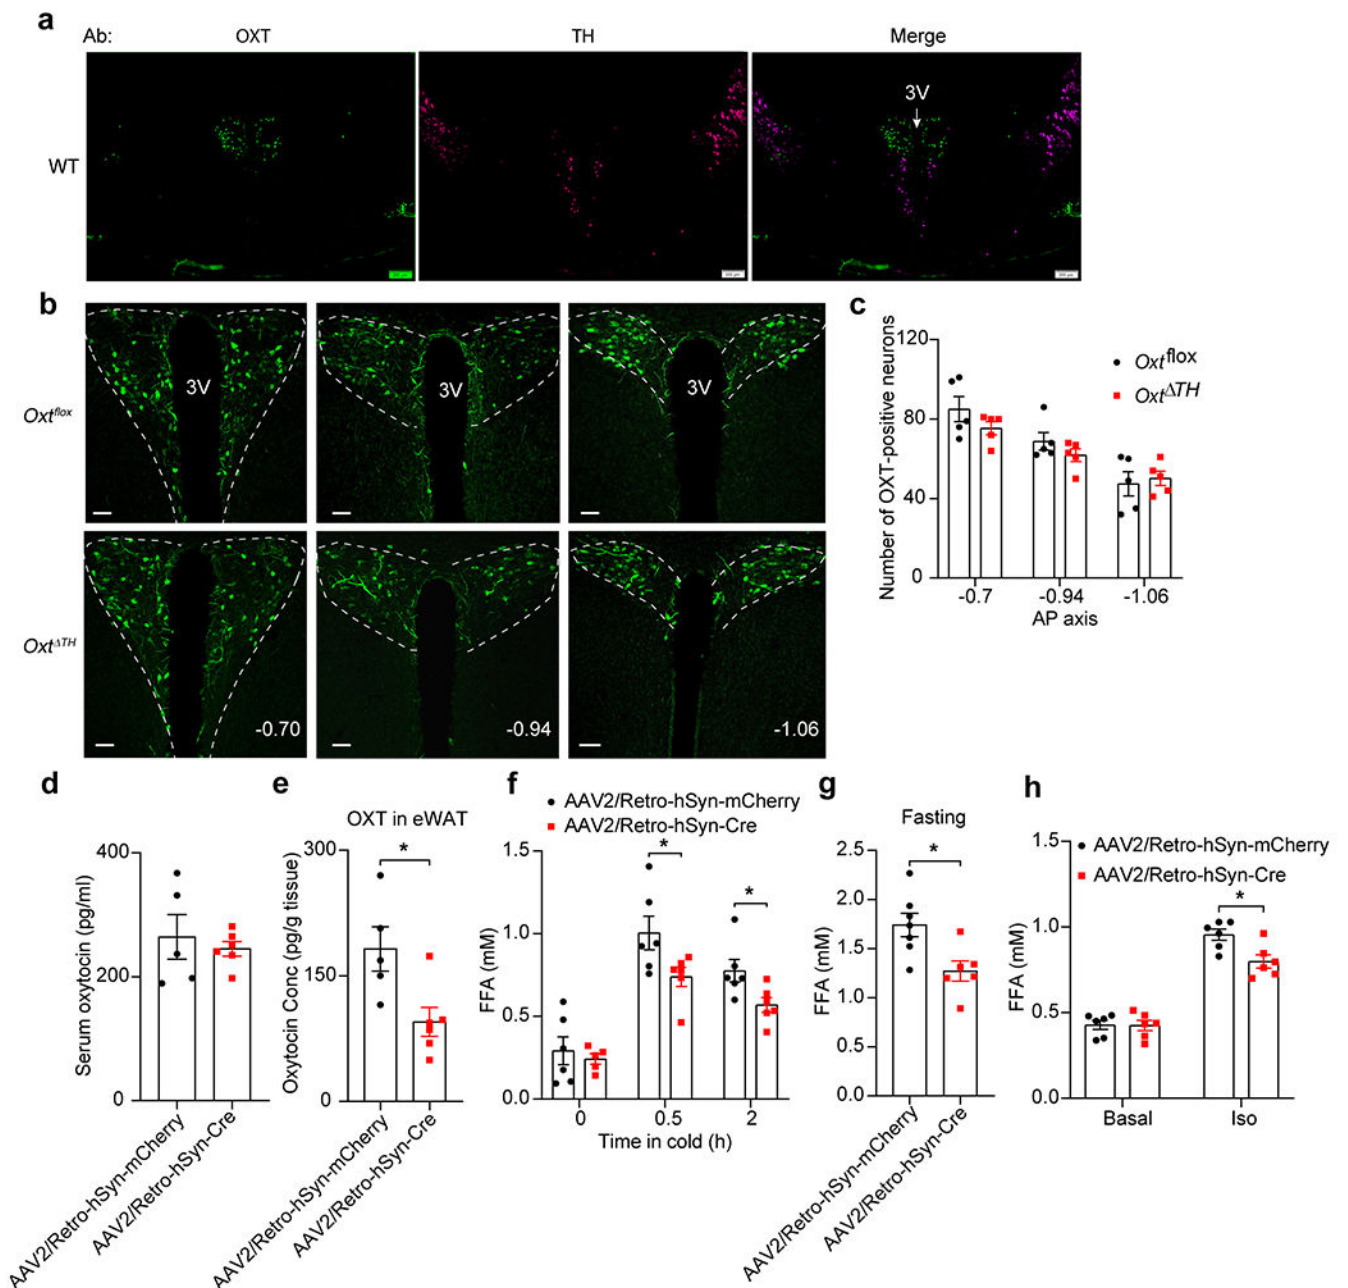 a
Ab:
OXT
TH
Merge
WT
3V
b
Oxtflox
3V
3V
3V
OxtΔTH
-0.70
-0.94
-1.06
c
Number of OXT-positive neurons
120
80
40
0
Oxtflox
OxtΔTH
-0.7
-0.94
-1.06
AP axis
d
Serum oxytocin (pg/ml)
400
200
0
AAV2/Retro-hSyn-mCherry
AAV2/Retro-hSyn-Cre
e
OXT in eWAT
Oxytocin Conc (pg/g tissue)
300
150
0
*
AAV2/Retro-hSyn-mCherry
AAV2/Retro-hSyn-Cre
f
AAV2/Retro-hSyn-mCherry
AAV2/Retro-hSyn-Cre
FFA (mM)
1.5
1.0
0.5
0.0
*
*
0
0.5
2
Time in cold (h)
g
Fasting
FFA (mM)
2.5
2.0
1.5
1.0
0.5
0.0
*
AAV2/Retro-hSyn-mCherry
AAV2/Retro-hSyn-Cre
h
AAV2/Retro-hSyn-mCherry
AAV2/Retro-hSyn-Cre
FFA (mM)
1.5
1.0
0.5
0.0
*
Basal
Iso